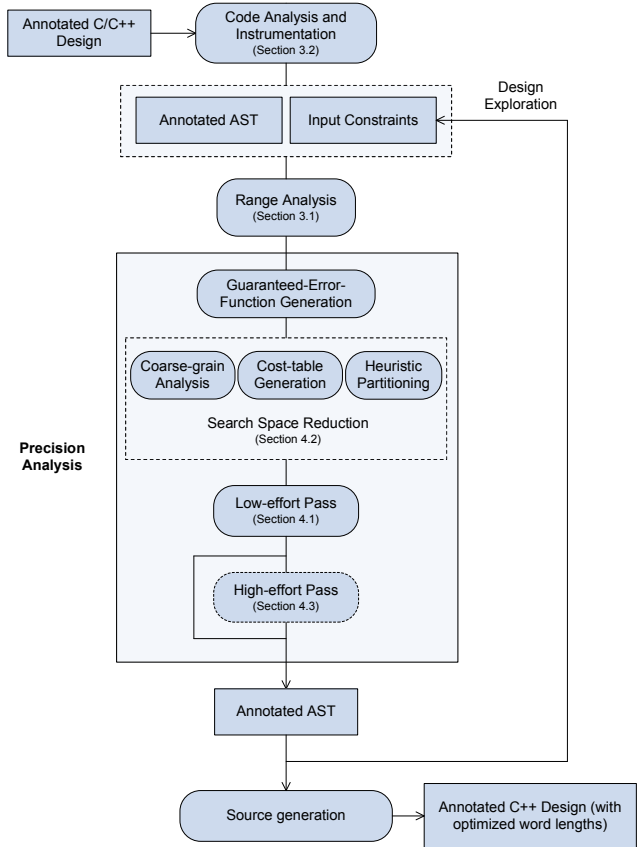 Annotated C/C++
Design
Code Analysis and
Instrumentation
(Section 3.2)
Design
Exploration
Annotated AST
Input Constraints
Range Analysis
(Section 3.1)
Guaranteed-Error-
Function Generation
Coarse-grain
Analysis
Cost-table
Generation
Heuristic
Partitioning
Search Space Reduction
(Section 4.2)
Precision
Analysis
Low-effort Pass
(Section 4.1)
High-effort Pass
(Section 4.3)
Annotated AST
Source generation
Annotated C++ Design (with
optimized word lengths)